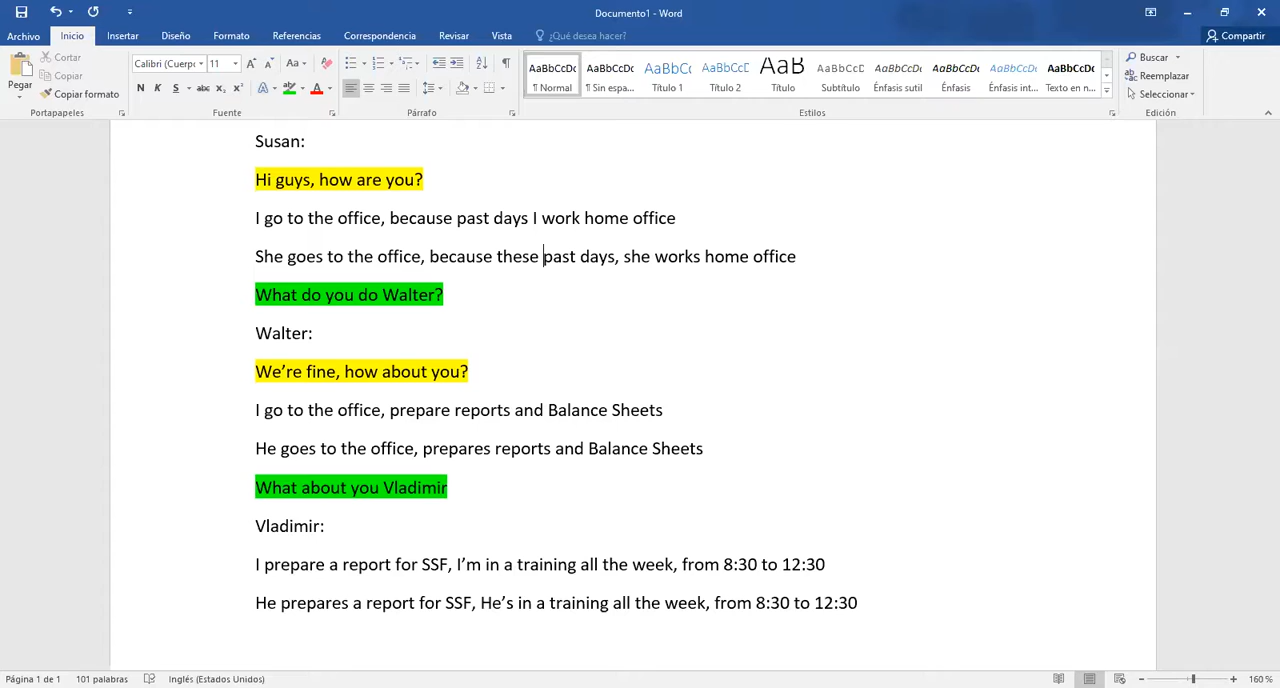 Documento1 - Word
Archivo Inicio Insertar Diseño Formato Referencias Correspondencia Revisar Vista ¿Qué desea hacer? Compartir
Pegar
Cortar
Copiar
Copiar formato
Portapapeles
Calibri (Cuerpo 11
Aa
N K S abc x₂ x² A A
Fuente
Párrafo
AaBbCcDc AaBbCcDc AaBbCc AaBbCcD AaB AaBbCcD AaBbCcDc AaBbCcDc AaBbCcDc AaBbCcDc
¶ Normal ¶ Sin espa... Título 1 Título 2 Título Subtítulo Énfasis sutil Énfasis Énfasis int... Texto en n...
Estilos
Buscar
Reemplazar
Seleccionar
Edición
Susan:
Hi guys, how are you?
I go to the office, because past days I work home office
She goes to the office, because these past days, she works home office
What do you do Walter?
Walter:
We’re fine, how about you?
I go to the office, prepare reports and Balance Sheets
He goes to the office, prepares reports and Balance Sheets
What about you Vladimir
Vladimir:
I prepare a report for SSF, I’m in a training all the week, from 8:30 to 12:30
He prepares a report for SSF, He’s in a training all the week, from 8:30 to 12:30
Página 1 de 1 101 palabras Inglés (Estados Unidos) 160 %